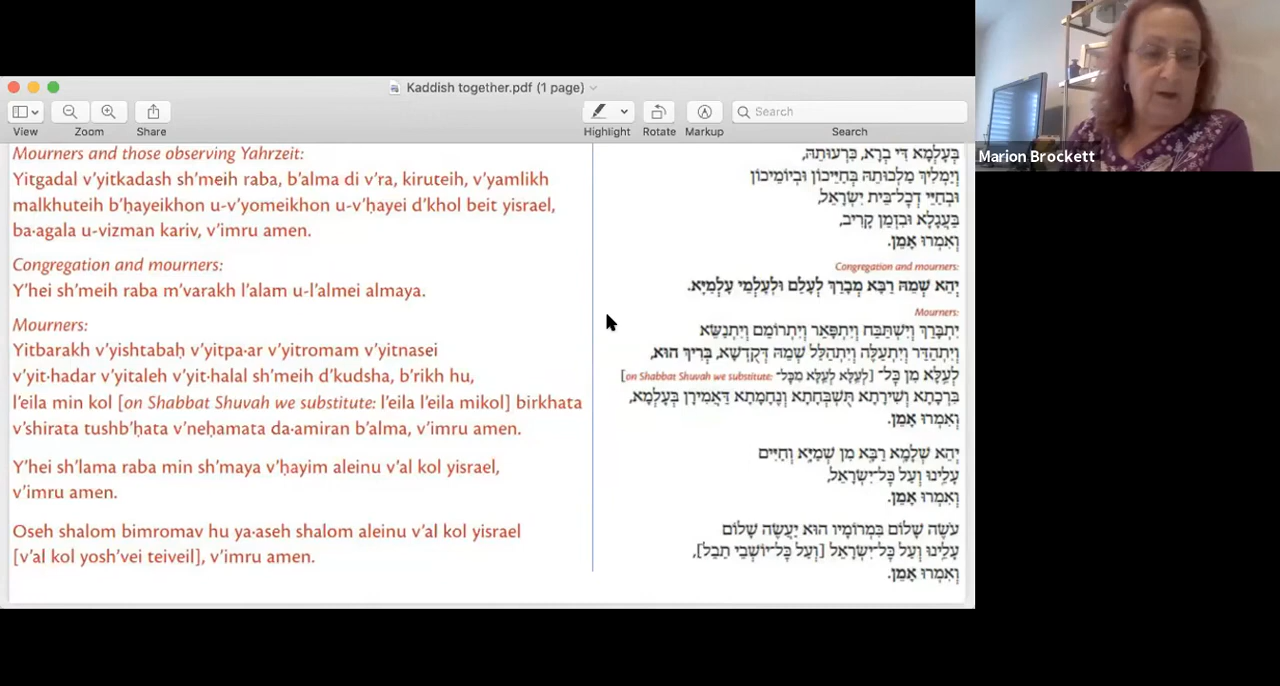 Kaddish together.pdf (1 page)
View
Zoom
Share
Highlight
Rotate
Markup
Search
Search
Marion Brockett
Mourners and those observing Yahrzeit:
Yitgadal v'yitkadash sh'meih raba, b'alma di v'ra, kiruteih, v'yamlikh
malkhuteih b'ḥayeikhon u-v'yomeikhon u-v'ḥayei d'khol beit yisrael,
ba·agala u-vizman kariv, v'imru amen.
Congregation and mourners:
Y'hei sh'meih raba m'varakh l'alam u-l'almei almaya.
Mourners:
Yitbarakh v'yishtabaḥ v'yitpa·ar v'yitromam v'yitnasei
v'yit·hadar v'yitaleh v'yit·halal sh'meih d'kudsha, b'rikh hu,
l'eila min kol [on Shabbat Shuvah we substitute: l'eila l'eila mikol] birkhata
v'shirata tushb'ḥata v'neḥamata da·amiran b'alma, v'imru amen.
Y'hei sh'lama raba min sh'maya v'ḥayim aleinu v'al kol yisrael,
v'imru amen.
Oseh shalom bimromav hu ya·aseh shalom aleinu v'al kol yisrael
[v'al kol yosh'vei teiveil], v'imru amen.
בְּעָלְמָא דִּי בְרָא, כִּרְעוּתֵהּ,
וְיַמְלִיךְ מַלְכוּתֵהּ בְּחַיֵּיכוֹן וּבְיוֹמֵיכוֹן
וּבְחַיֵּי דְכָל־בֵּית יִשְׂרָאֵל,
בַּעֲגָלָא וּבִזְמַן קָרִיב,
וְאִמְרוּ אָמֵן.
Congregation and mourners:
יְהֵא שְׁמֵהּ רַבָּא מְבָרַךְ לְעָלַם וּלְעָלְמֵי עָלְמַיָּא.
Mourners:
יִתְבָּרַךְ וְיִשְׁתַּבַּח וְיִתְפָּאַר וְיִתְרוֹמַם וְיִתְנַשֵּׂא
וְיִתְהַדַּר וְיִתְעַלֶּה וְיִתְהַלַּל שְׁמֵהּ דְּקֻדְשָׁא, בְּרִיךְ הוּא,
לְעֵלָּא מִן כָּל־ [לְעֵלָּא לְעֵלָּא מִכָּל־ on Shabbat Shuvah we substitute:]
בִּרְכָתָא וְשִׁירָתָא תֻּשְׁבְּחָתָא וְנֶחָמָתָא דַּאֲמִירָן בְּעָלְמָא,
וְאִמְרוּ אָמֵן.
יְהֵא שְׁלָמָא רַבָּא מִן שְׁמַיָּא וְחַיִּים
עָלֵינוּ וְעַל כָּל־יִשְׂרָאֵל,
וְאִמְרוּ אָמֵן.
עֹשֶׂה שָׁלוֹם בִּמְרוֹמָיו הוּא יַעֲשֶׂה שָׁלוֹם
עָלֵינוּ וְעַל כָּל־יִשְׂרָאֵל [וְעַל כָּל־יוֹשְׁבֵי תֵבֵל],
וְאִמְרוּ אָמֵן.